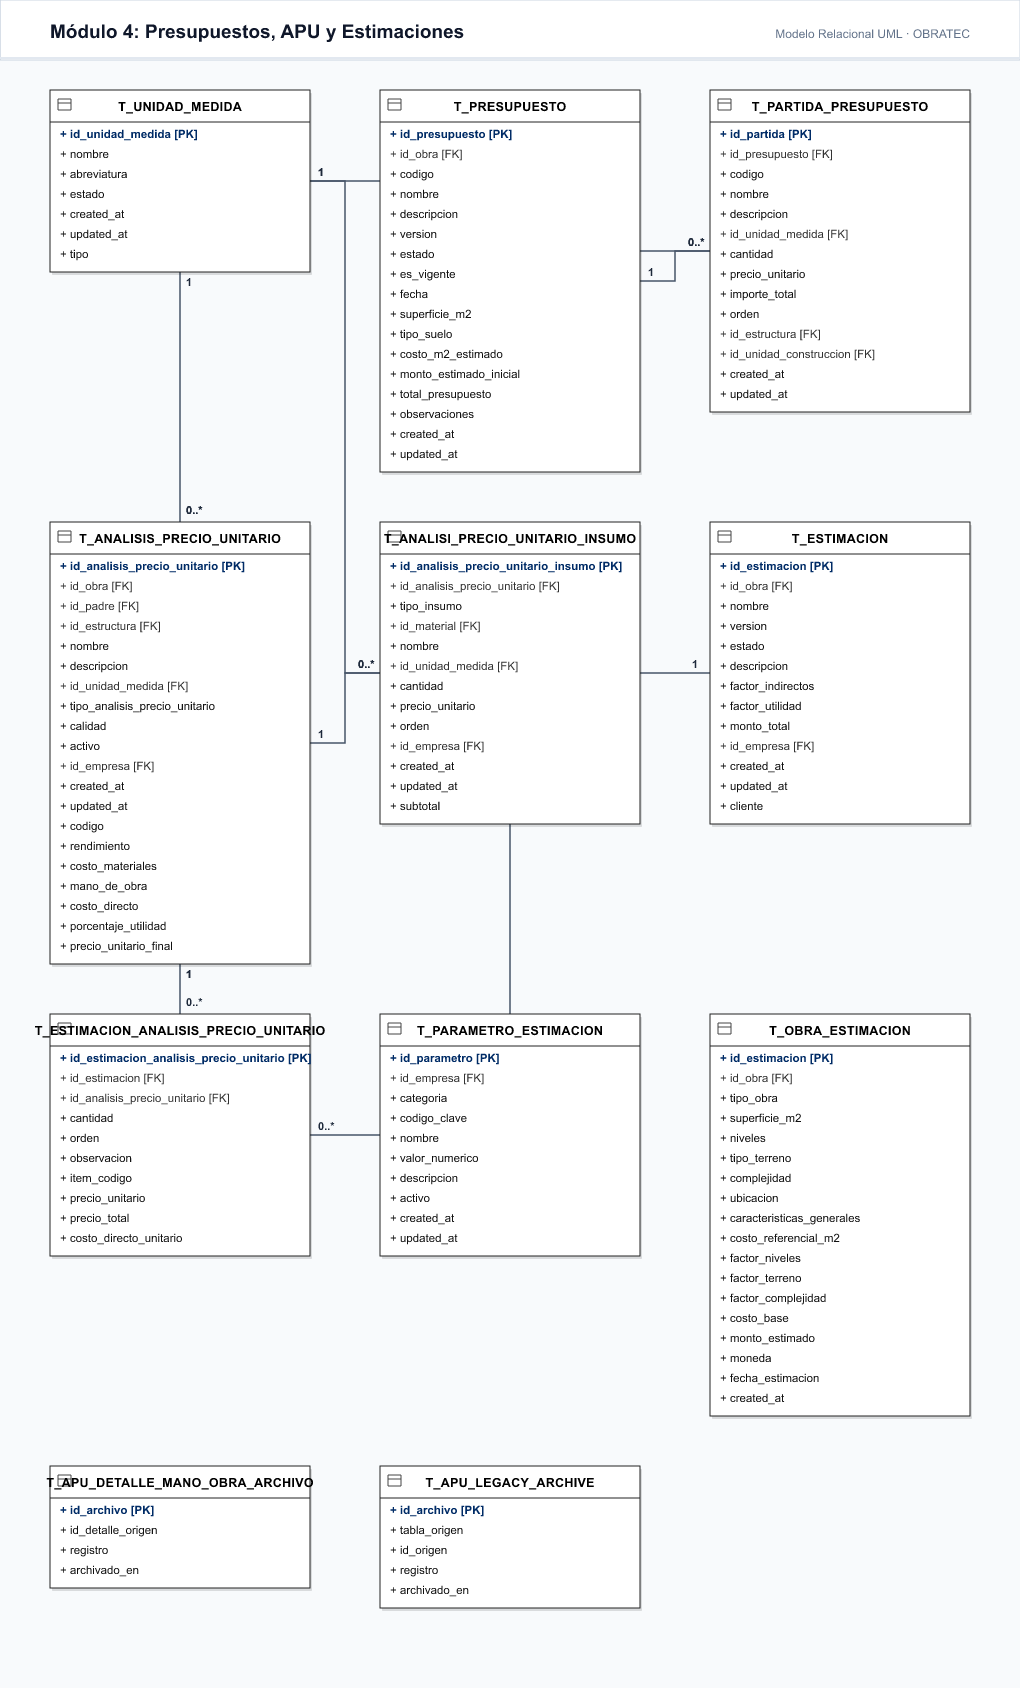 Módulo 4: Presupuestos, APU y Estimaciones
Modelo Relacional UML · OBRATEC
T_UNIDAD_MEDIDA
+ id_unidad_medida [PK]
+ nombre
+ abreviatura
+ estado
+ created_at
+ updated_at
+ tipo
1
1
T_PRESUPUESTO
+ id_presupuesto [PK]
+ id_obra [FK]
+ codigo
+ nombre
+ descripcion
+ version
+ estado
+ es_vigente
+ fecha
+ superficie_m2
+ tipo_suelo
+ costo_m2_estimado
+ monto_estimado_inicial
+ total_presupuesto
+ observaciones
+ created_at
+ updated_at
0..*
1
T_PARTIDA_PRESUPUESTO
+ id_partida [PK]
+ id_presupuesto [FK]
+ codigo
+ nombre
+ descripcion
+ id_unidad_medida [FK]
+ cantidad
+ precio_unitario
+ importe_total
+ orden
+ id_estructura [FK]
+ id_unidad_construccion [FK]
+ created_at
+ updated_at
0..*
T_ANALISIS_PRECIO_UNITARIO
+ id_analisis_precio_unitario [PK]
+ id_obra [FK]
+ id_padre [FK]
+ id_estructura [FK]
+ nombre
+ descripcion
+ id_unidad_medida [FK]
+ tipo_analisis_precio_unitario
+ calidad
+ activo
+ id_empresa [FK]
+ created_at
+ updated_at
+ codigo
+ rendimiento
+ costo_materiales
+ mano_de_obra
+ costo_directo
+ porcentaje_utilidad
+ precio_unitario_final
0..*
1
T_ANALISI_PRECIO_UNITARIO_INSUMO
+ id_analisis_precio_unitario_insumo [PK]
+ id_analisis_precio_unitario [FK]
+ tipo_insumo
+ id_material [FK]
+ nombre
+ id_unidad_medida [FK]
+ cantidad
+ precio_unitario
+ orden
+ id_empresa [FK]
+ created_at
+ updated_at
+ subtotal
1
T_ESTIMACION
+ id_estimacion [PK]
+ id_obra [FK]
+ nombre
+ version
+ estado
+ descripcion
+ factor_indirectos
+ factor_utilidad
+ monto_total
+ id_empresa [FK]
+ created_at
+ updated_at
+ cliente
1
0..*
T_ESTIMACION_ANALISIS_PRECIO_UNITARIO
+ id_estimacion_analisis_precio_unitario [PK]
+ id_estimacion [FK]
+ id_analisis_precio_unitario [FK]
+ cantidad
+ orden
+ observacion
+ item_codigo
+ precio_unitario
+ precio_total
+ costo_directo_unitario
0..*
T_PARAMETRO_ESTIMACION
+ id_parametro [PK]
+ id_empresa [FK]
+ categoria
+ codigo_clave
+ nombre
+ valor_numerico
+ descripcion
+ activo
+ created_at
+ updated_at
T_OBRA_ESTIMACION
+ id_estimacion [PK]
+ id_obra [FK]
+ tipo_obra
+ superficie_m2
+ niveles
+ tipo_terreno
+ complejidad
+ ubicacion
+ caracteristicas_generales
+ costo_referencial_m2
+ factor_niveles
+ factor_terreno
+ factor_complejidad
+ costo_base
+ monto_estimado
+ moneda
+ fecha_estimacion
+ created_at
T_APU_DETALLE_MANO_OBRA_ARCHIVO
+ id_archivo [PK]
+ id_detalle_origen
+ registro
+ archivado_en
T_APU_LEGACY_ARCHIVE
+ id_archivo [PK]
+ tabla_origen
+ id_origen
+ registro
+ archivado_en